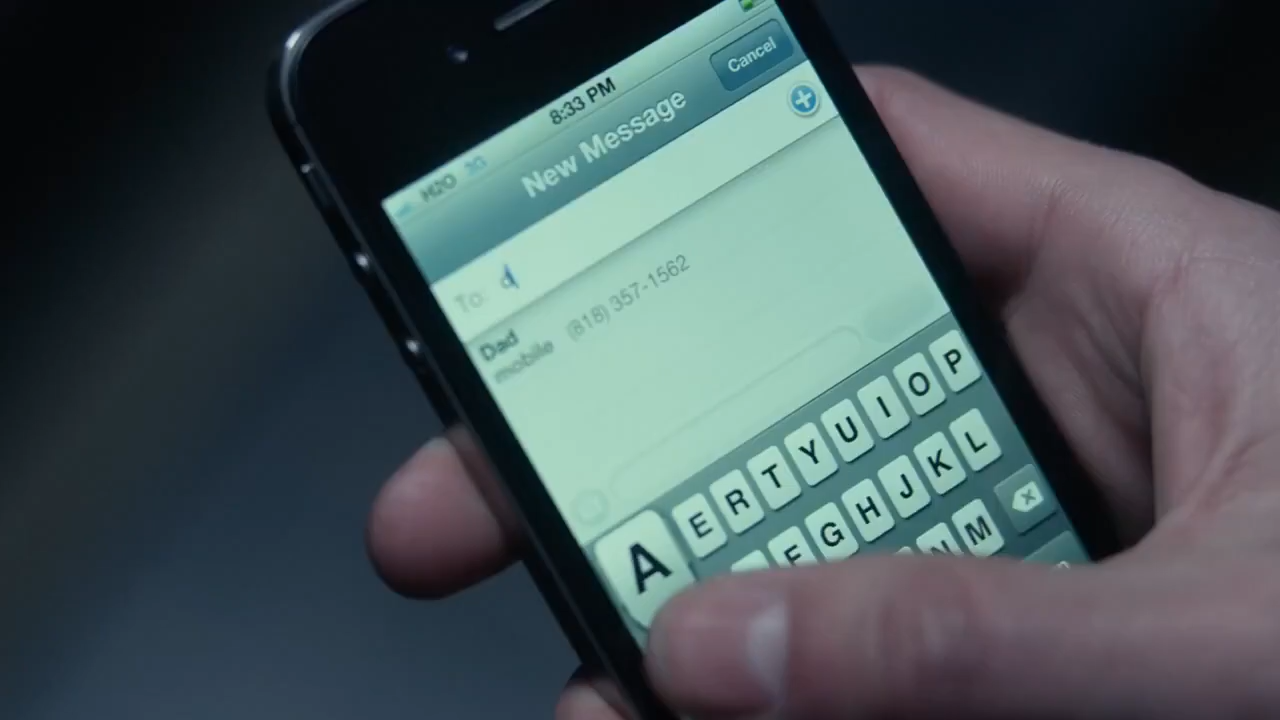 H2O 3G 8:33 PM
New Message
Cancel
To: d
Dad
mobile (818) 357-1562
E R T Y U I O P
A
F G H J K L
N M